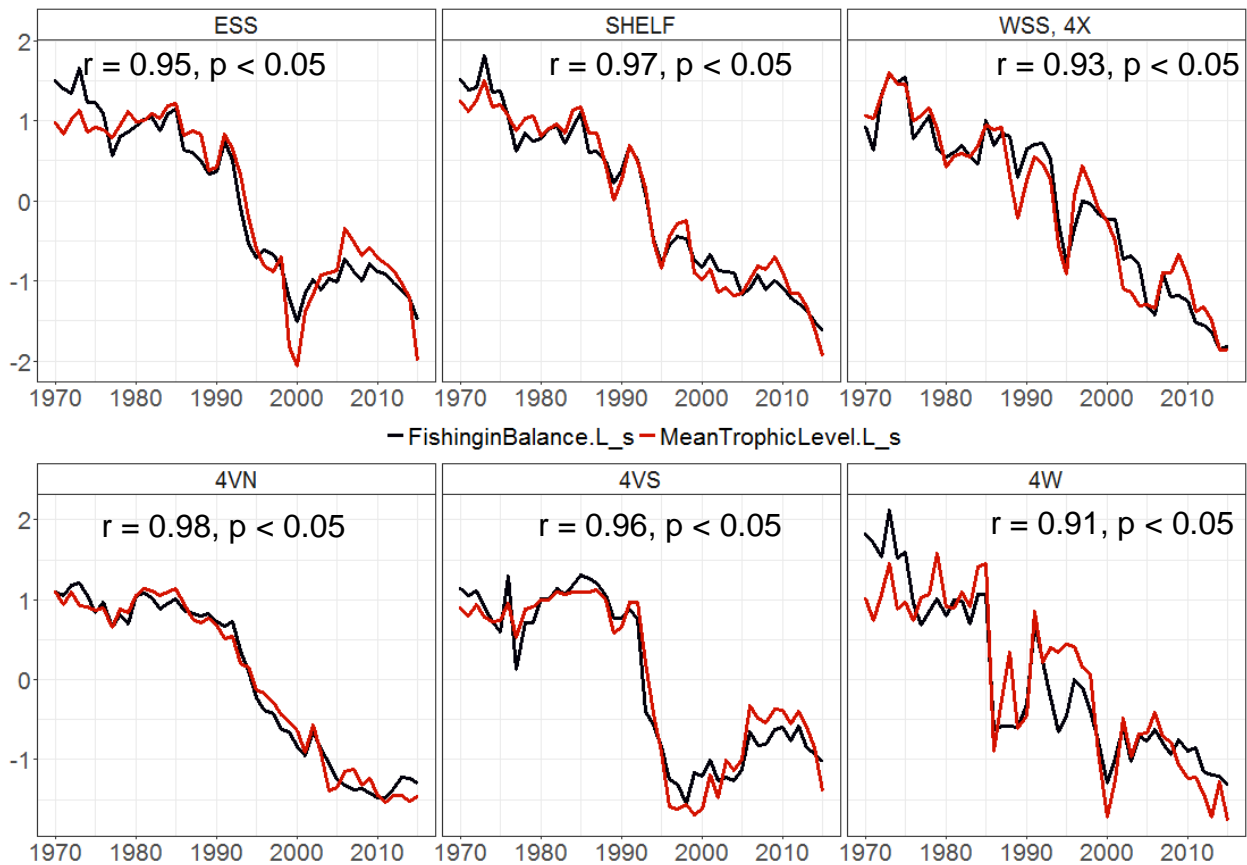 ESS
SHELF
WSS, 4X
r = 0.95, p < 0.05
r = 0.97, p < 0.05
r = 0.93, p < 0.05
2
1
0
-1
-2
1970 1980 1990 2000 2010
1970 1980 1990 2000 2010
1970 1980 1990 2000 2010
FishinginBalance.L_s MeanTrophicLevel.L_s
4VN
4VS
4W
r = 0.98, p < 0.05
r = 0.96, p < 0.05
r = 0.91, p < 0.05
2
1
0
-1
1970 1980 1990 2000 2010
1970 1980 1990 2000 2010
1970 1980 1990 2000 2010